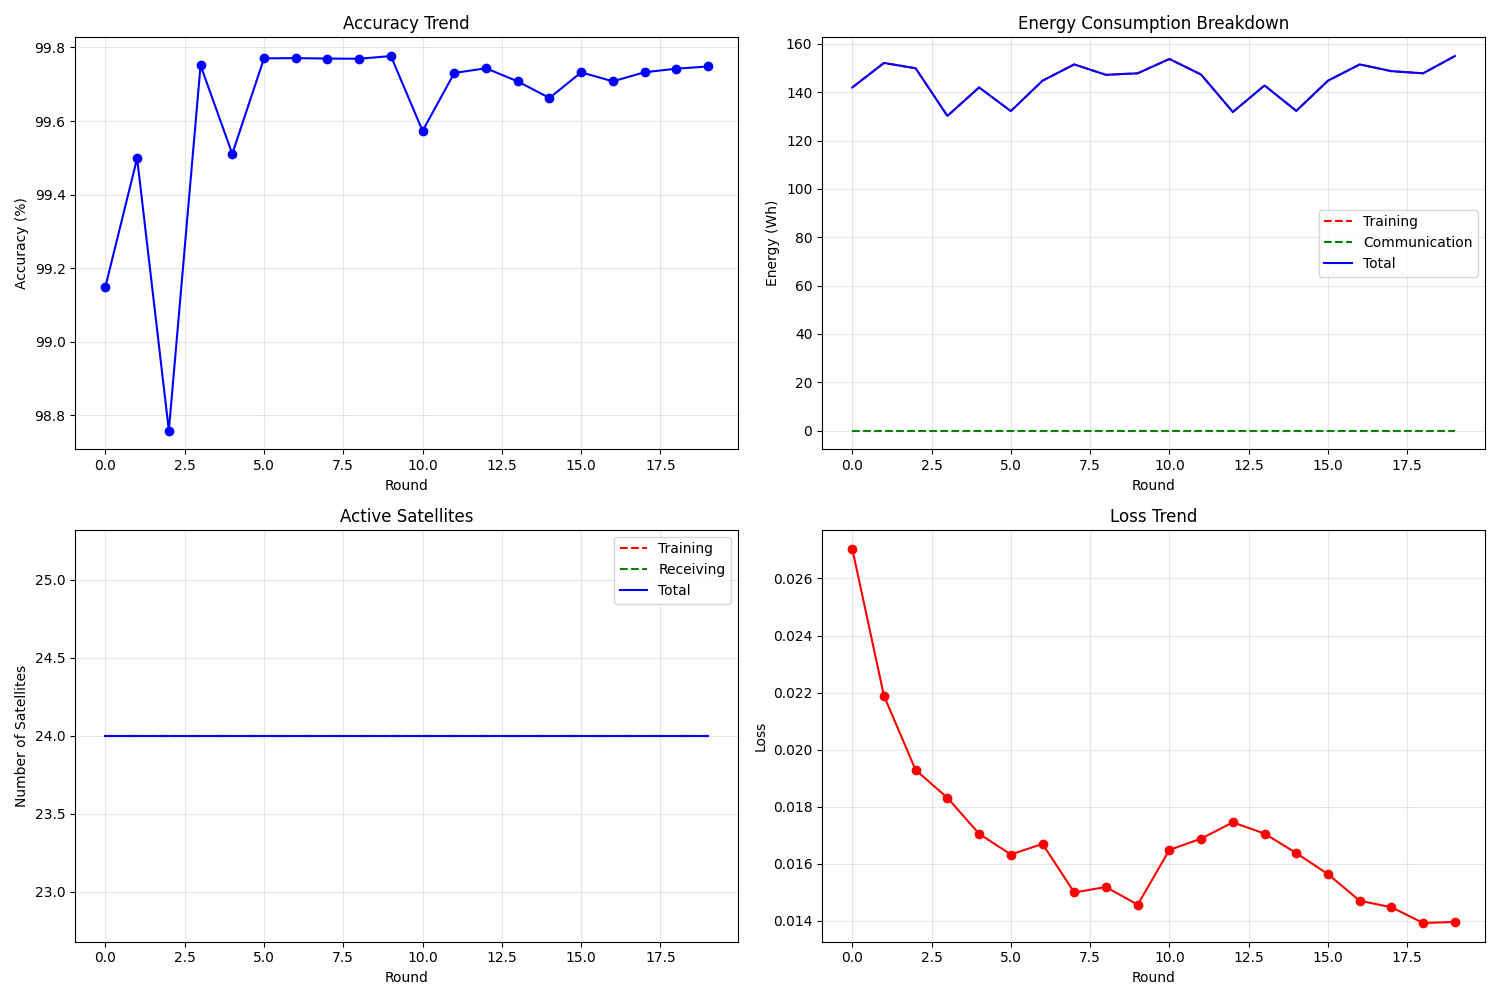 Accuracy Trend
Accuracy (%)
99.8
99.6
99.4
99.2
99.0
98.8
0.0 2.5 5.0 7.5 10.0 12.5 15.0 17.5
Round
Energy Consumption Breakdown
Energy (Wh)
160
140
120
100
80
60
40
20
0
Training
Communication
Total
0.0 2.5 5.0 7.5 10.0 12.5 15.0 17.5
Round
Active Satellites
Number of Satellites
25.0
24.5
24.0
23.5
23.0
Training
Receiving
Total
0.0 2.5 5.0 7.5 10.0 12.5 15.0 17.5
Round
Loss Trend
Loss
0.026
0.024
0.022
0.020
0.018
0.016
0.014
0.0 2.5 5.0 7.5 10.0 12.5 15.0 17.5
Round